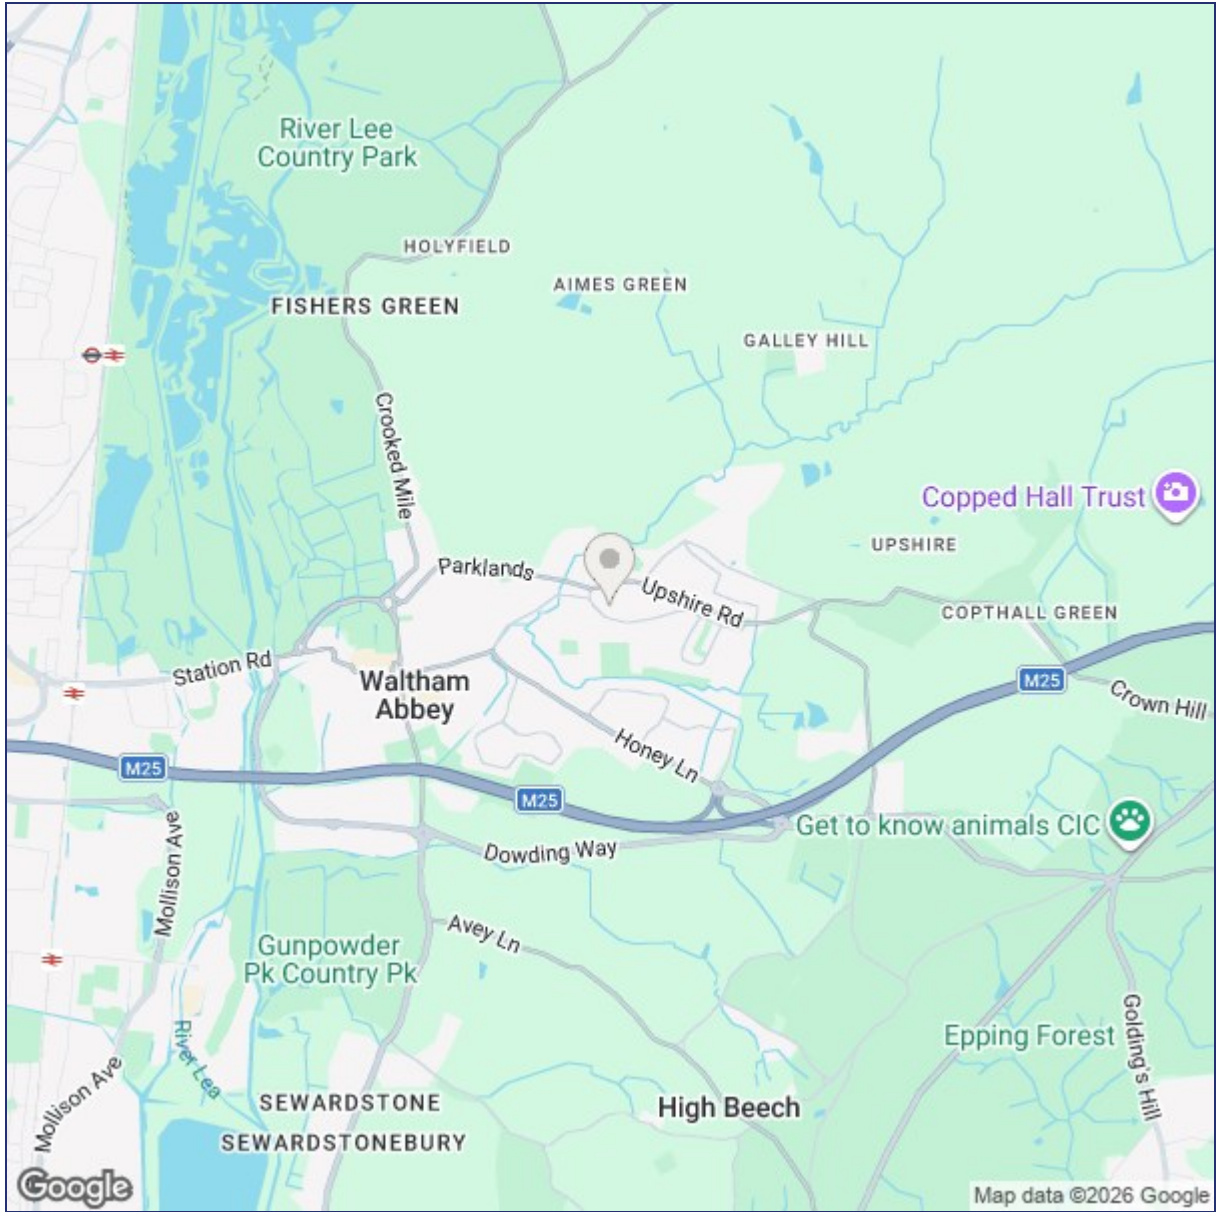 River Lee
Country Park
HOLYFIELD
AIMES GREEN
FISHERS GREEN
GALLEY HILL
Crooked Mile
Copped Hall Trust
UPSHIRE
Parklands
Upshire Rd
COPTHALL GREEN
Station Rd
Waltham
Abbey
M25
Crown Hill
Honey Ln
M25
M25
Get to know animals CIC
Mollison Ave
Dowding Way
Avey Ln
Gunpowder
Pk Country Pk
Golding's Hill
River Lea
Epping Forest
Mollison Ave
SEWARDSTONE
High Beech
SEWARDSTONEBURY
Google
Map data ©2026 Google